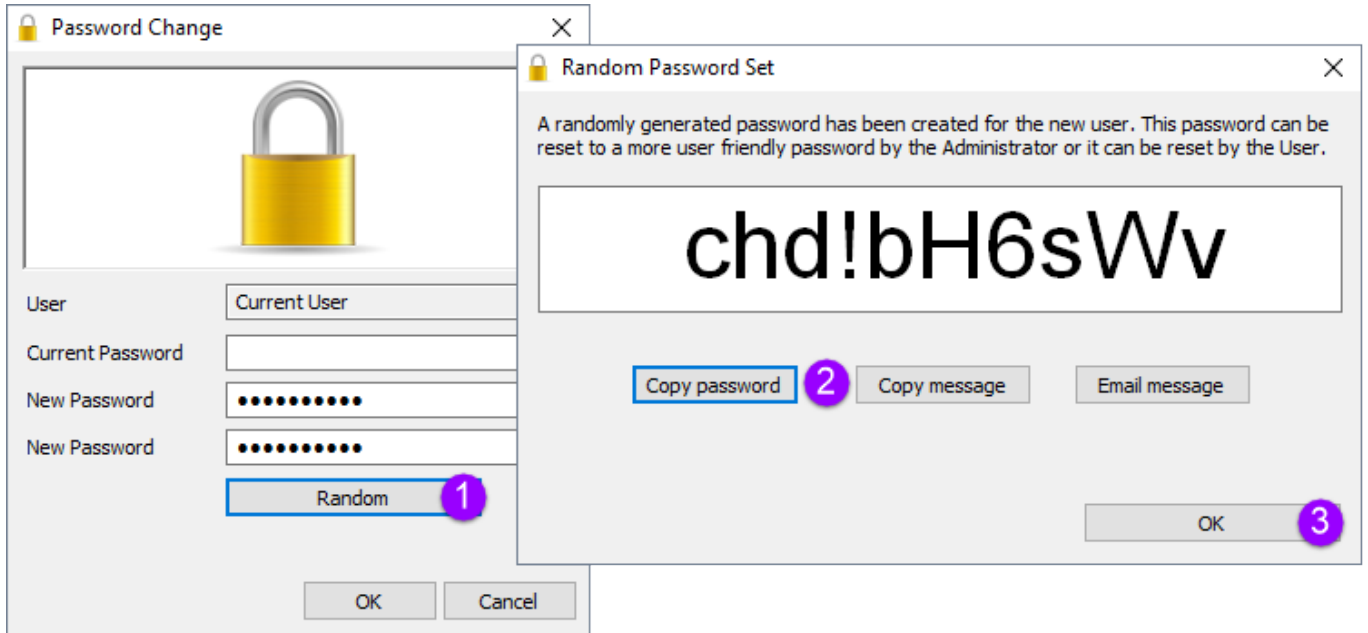 Password Change
User
Current User
Current Password
New Password
••••••••••
New Password
••••••••••
Random
1
OK
Cancel
Random Password Set
A randomly generated password has been created for the new user. This password can be
reset to a more user friendly password by the Administrator or it can be reset by the User.
chd!bH6sWv
Copy password
2
Copy message
Email message
OK
3